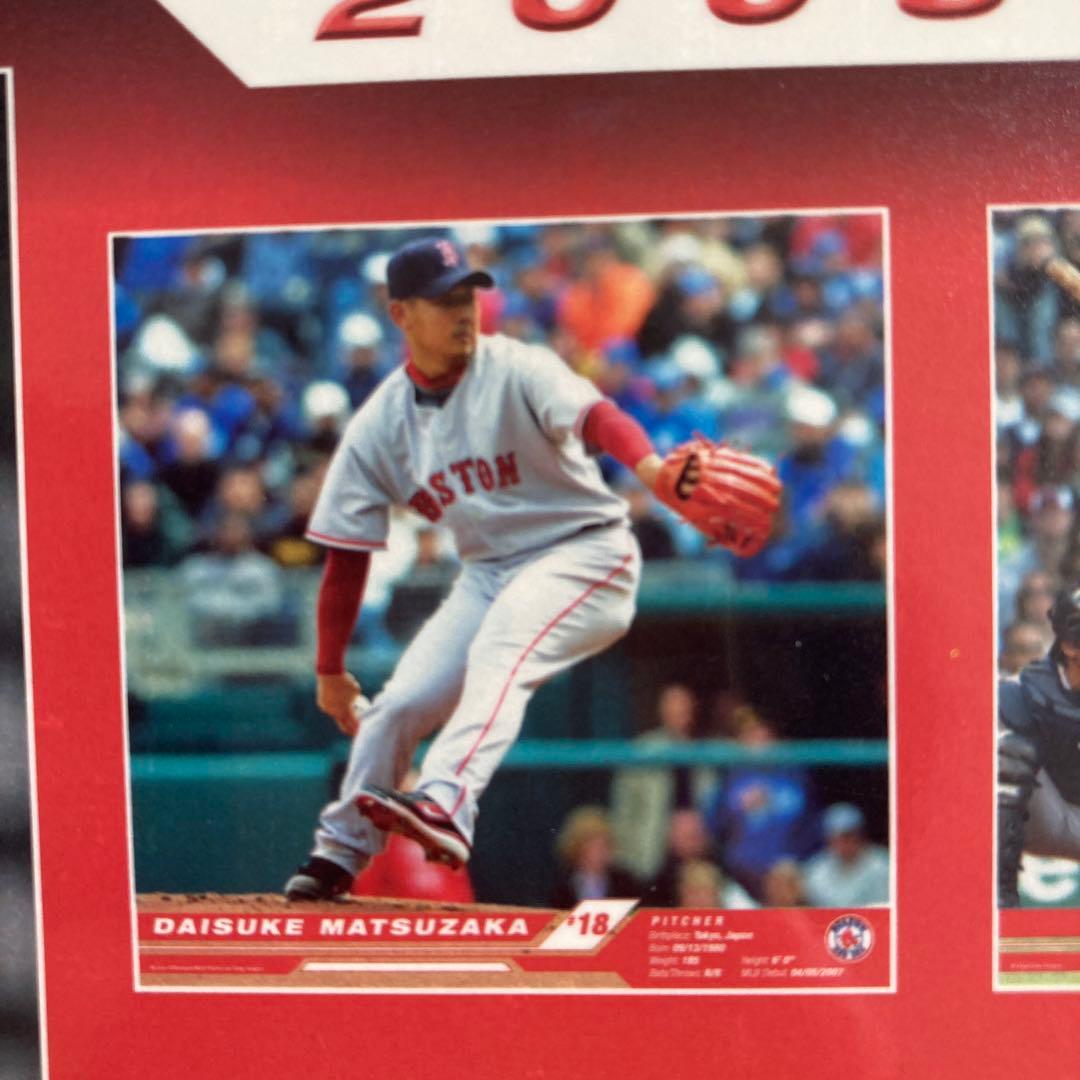 2008
BOSTON
DAISUKE MATSUZAKA #18
PITCHER
Birthplace: Tokyo, Japan
Born: 09/13/1980
Weight: 185 Height: 6' 0"
Bats/Throws: R/R MLB Debut: 04/05/2007